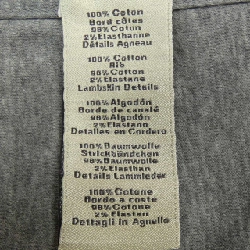 100% Coton
Bord côtes
98% Coton
2% Elasthanne
Détails Agneau
100% Cotton
Rib
98% Cotton
2% Elastane
Lambskin Details
100% Algodón
Borde de canalé
98% Algodón
2% Elastano
Detalles en Cordero
100% Baumwolle
Strickbündchen
98% Baumwolle
2% Elasthan
Details Lammleder
100% Cotone
Bordo a coste
98% Cotone
2% Elastan
Dettagli in Agnello